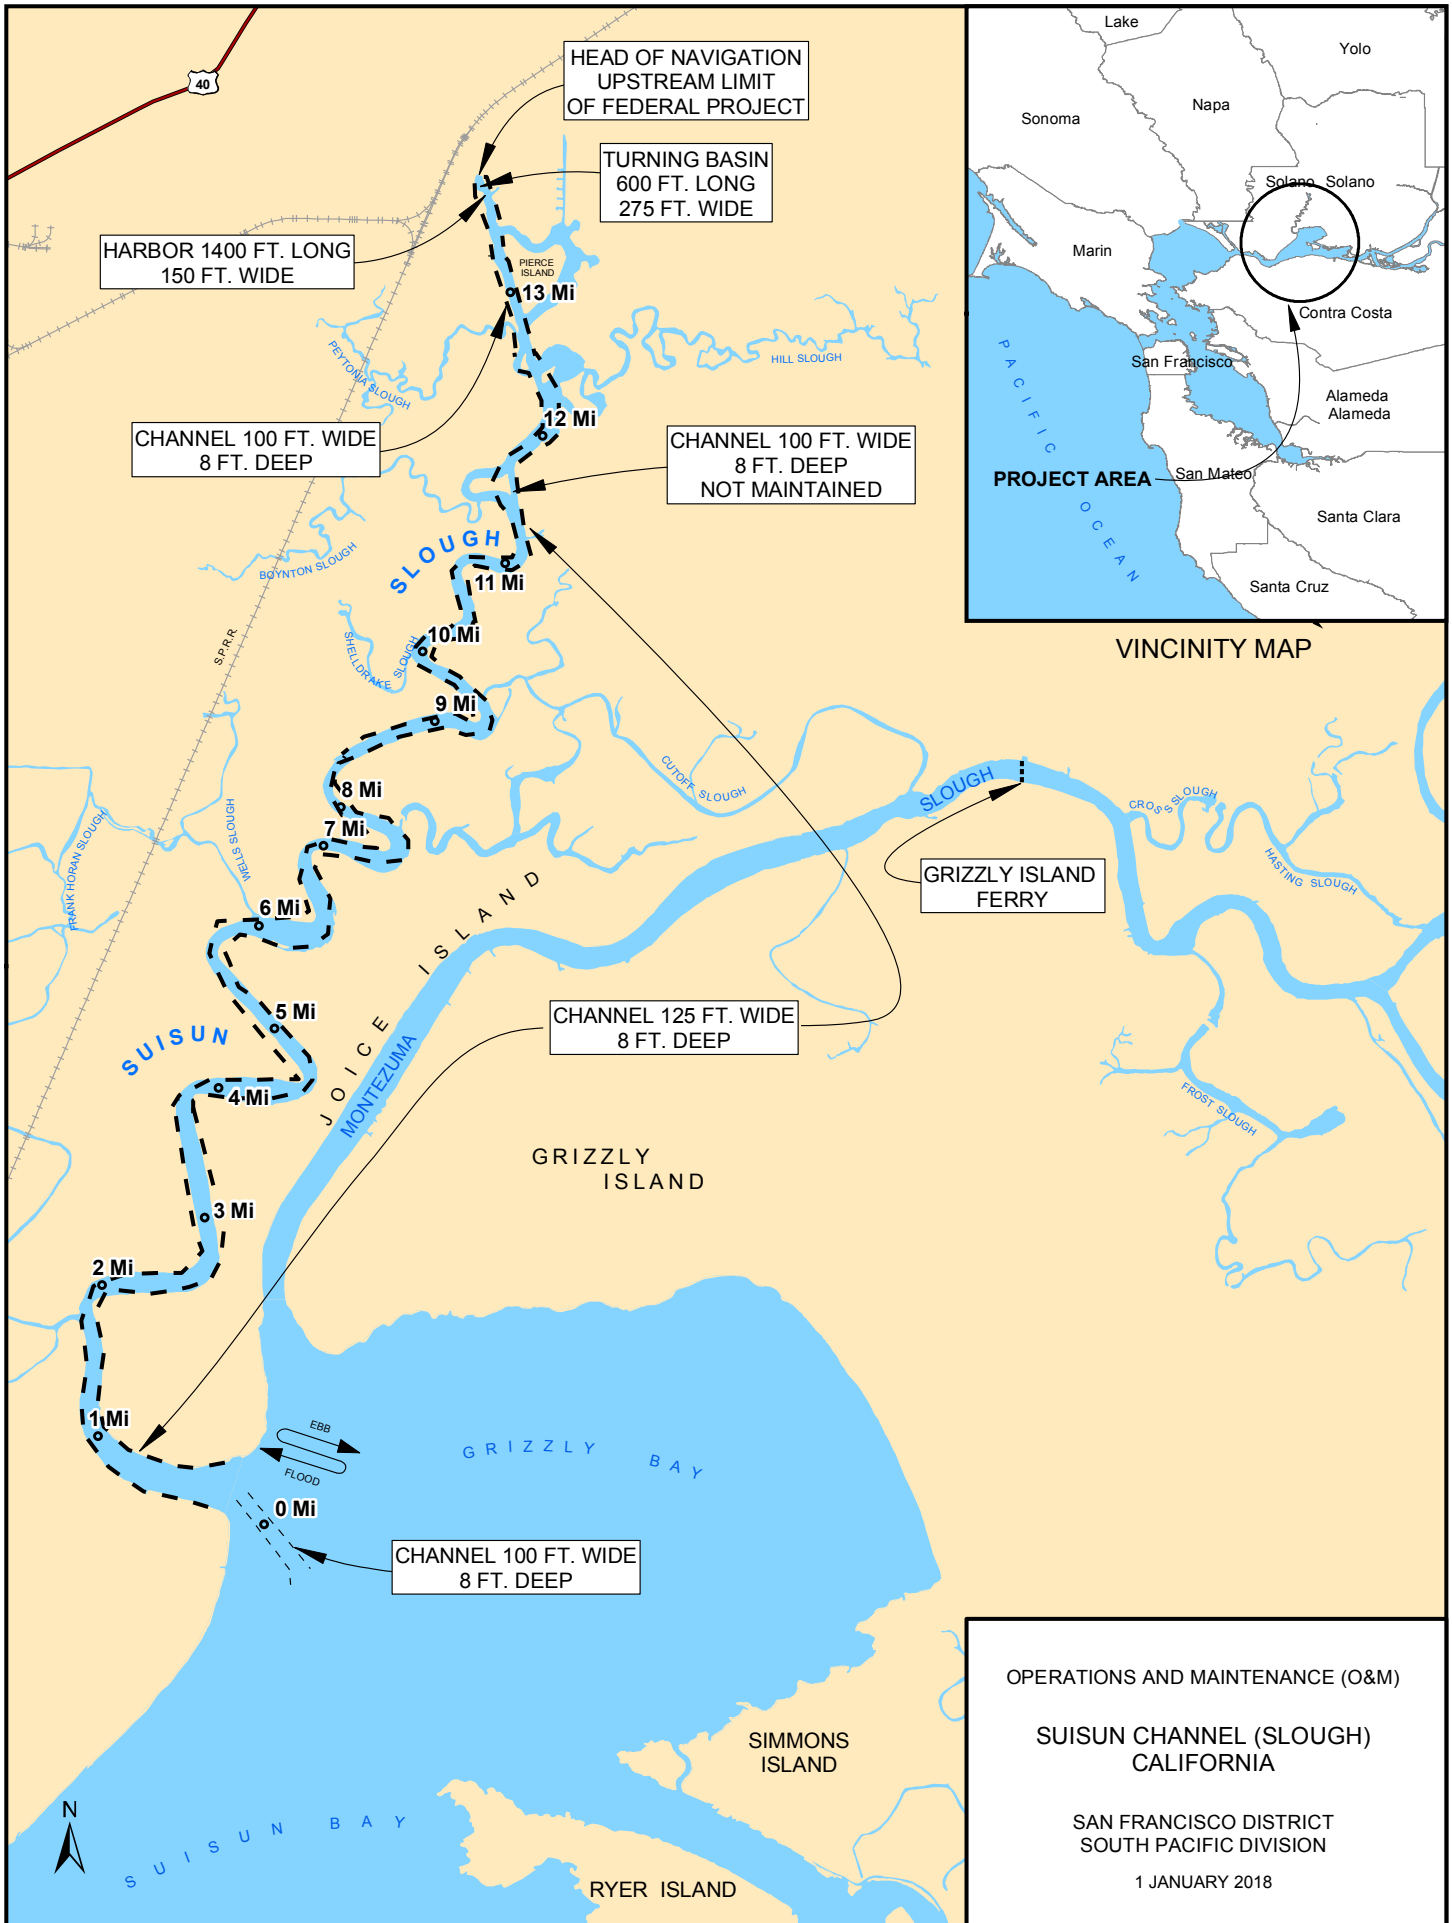 40
HEAD OF NAVIGATION
UPSTREAM LIMIT
OF FEDERAL PROJECT
TURNING BASIN
600 FT. LONG
275 FT. WIDE
HARBOR 1400 FT. LONG
150 FT. WIDE
PIERCE
ISLAND
13 Mi
PEYTONIA SLOUGH
HILL SLOUGH
12 Mi
CHANNEL 100 FT. WIDE
8 FT. DEEP
CHANNEL 100 FT. WIDE
8 FT. DEEP
NOT MAINTAINED
SLOUGH
BOYNTON SLOUGH
11 Mi
S.P.R.R.
SHELLDRAKE SLOUGH
10 Mi
9 Mi
CUTOFF SLOUGH
8 Mi
7 Mi
WELLS SLOUGH
FRANK HORAN SLOUGH
SLOUGH
CROSS SLOUGH
HASTING SLOUGH
GRIZZLY ISLAND
FERRY
6 Mi
JOICE ISLAND
5 Mi
SUISUN
CHANNEL 125 FT. WIDE
8 FT. DEEP
MONTEZUMA
4 Mi
FROST SLOUGH
GRIZZLY
ISLAND
3 Mi
2 Mi
1 Mi
EBB
FLOOD
GRIZZLY BAY
0 Mi
CHANNEL 100 FT. WIDE
8 FT. DEEP
SIMMONS
ISLAND
N
SUISUN BAY
RYER ISLAND
Lake
Yolo
Napa
Sonoma
Solano Solano
Marin
Contra Costa
PACIFIC OCEAN
San Francisco
Alameda
Alameda
PROJECT AREA
San Mateo
Santa Clara
Santa Cruz
VINCINITY MAP
OPERATIONS AND MAINTENANCE (O&M)
SUISUN CHANNEL (SLOUGH)
CALIFORNIA
SAN FRANCISCO DISTRICT
SOUTH PACIFIC DIVISION
1 JANUARY 2018